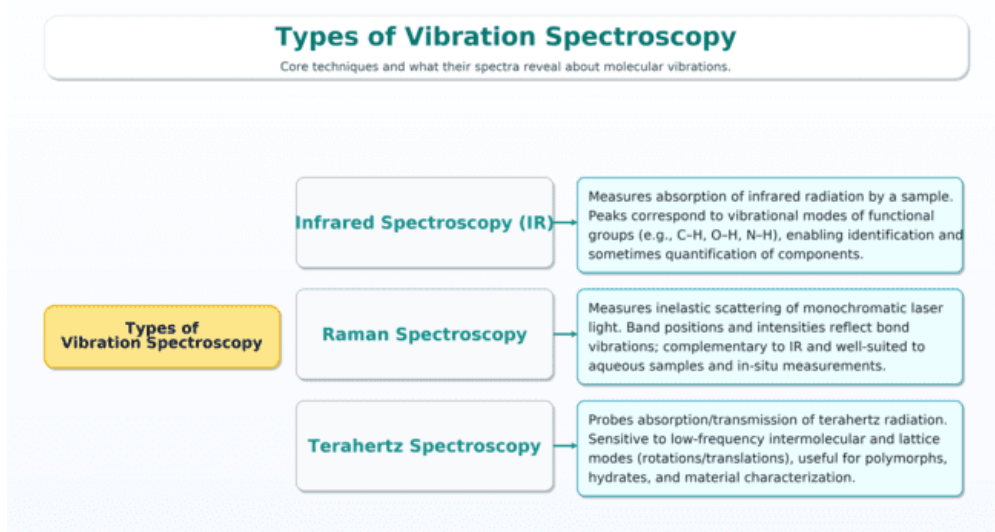 Types of Vibration Spectroscopy
Core techniques and what their spectra reveal about molecular vibrations.
Types of
Vibration Spectroscopy
Infrared Spectroscopy (IR)
Measures absorption of infrared radiation by a sample.
Peaks correspond to vibrational modes of functional
groups (e.g., C–H, O–H, N–H), enabling identification and
sometimes quantification of components.
Raman Spectroscopy
Measures inelastic scattering of monochromatic laser
light. Band positions and intensities reflect bond
vibrations; complementary to IR and well-suited to
aqueous samples and in-situ measurements.
Terahertz Spectroscopy
Probes absorption/transmission of terahertz radiation.
Sensitive to low-frequency intermolecular and lattice
modes (rotations/translations), useful for polymorphs,
hydrates, and material characterization.